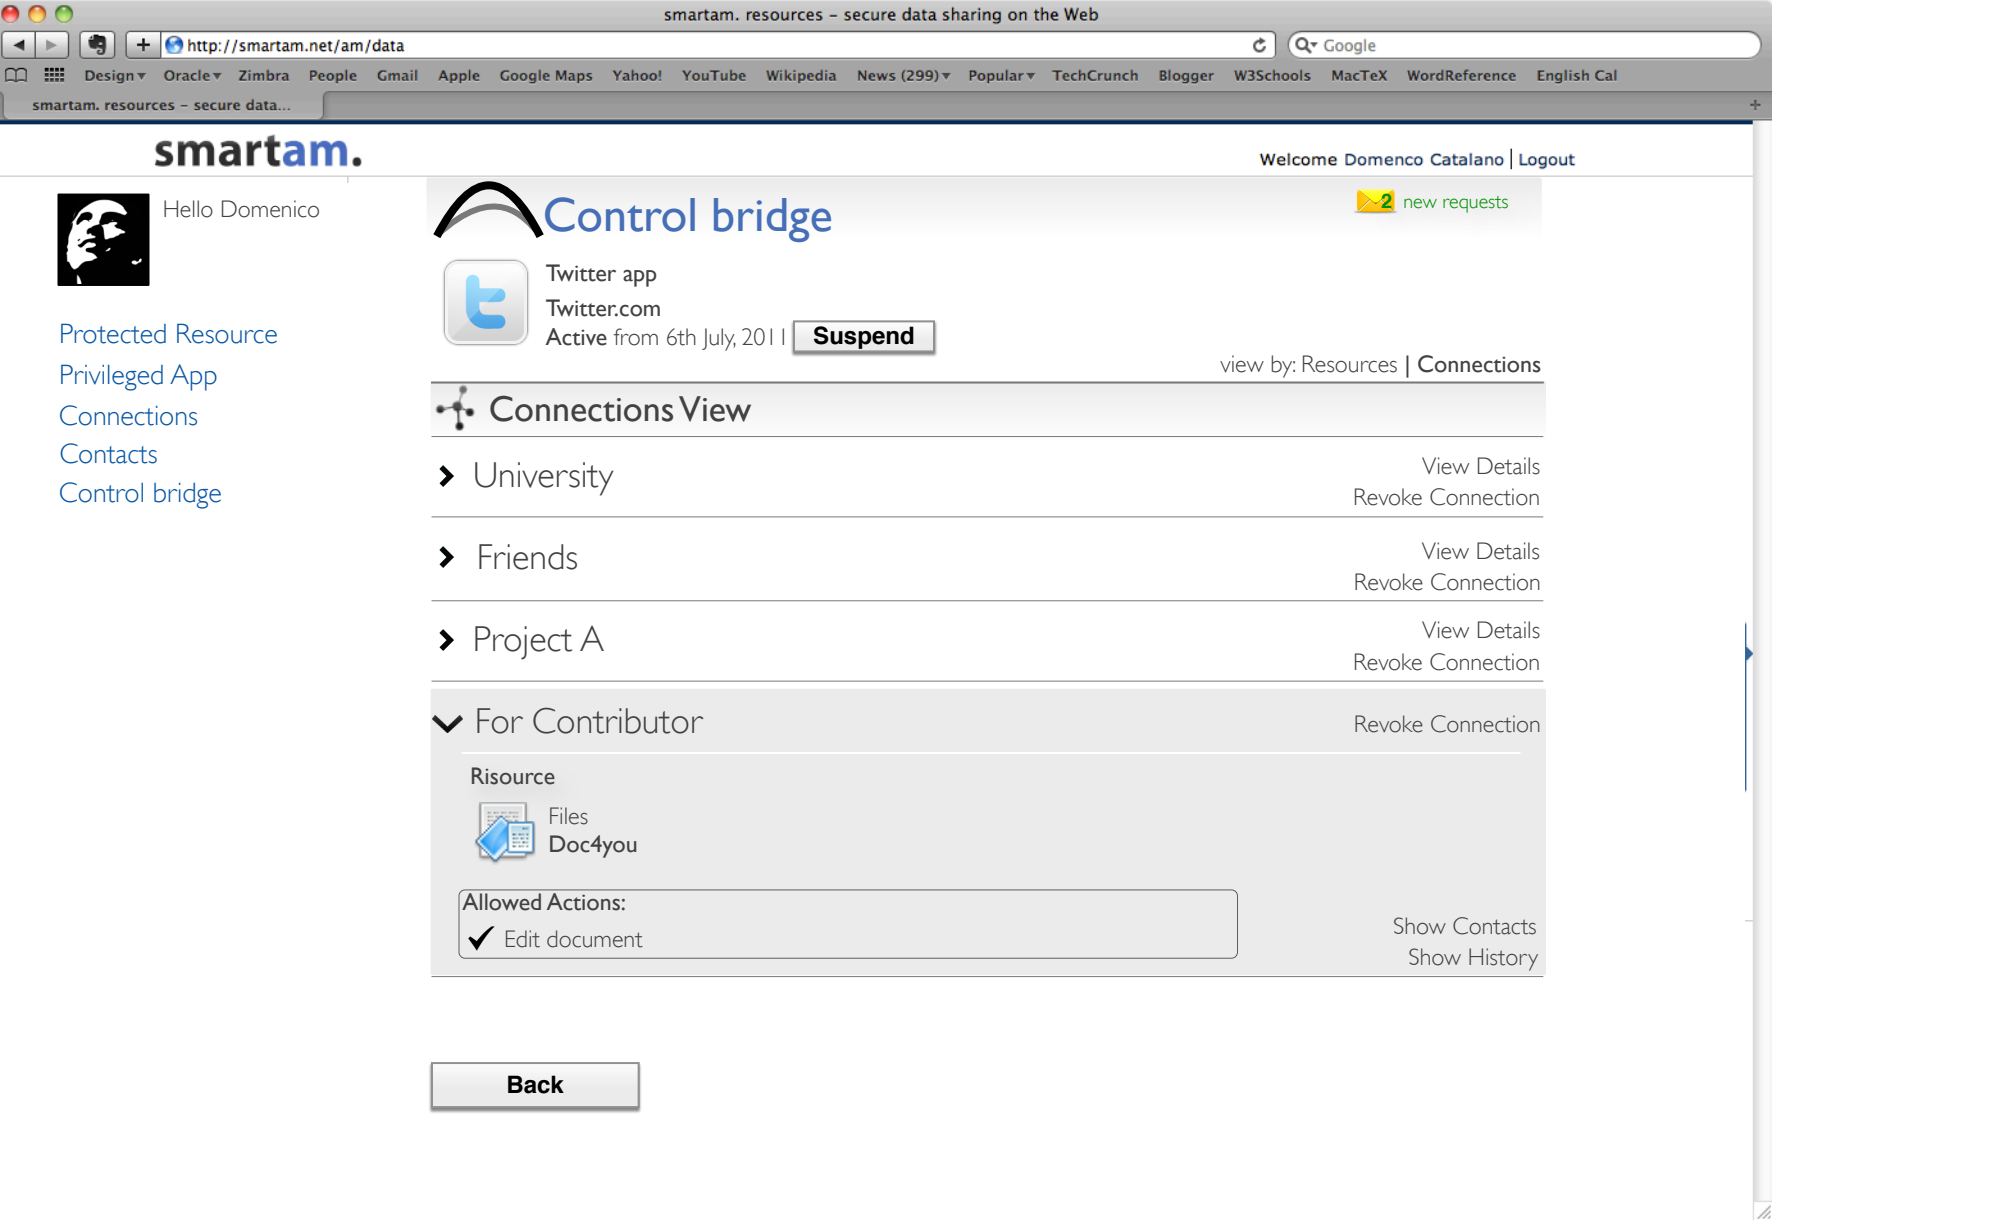 smartam. resources – secure data sharing on the Web
http://smartam.net/am/data
Google
Design Oracle Zimbra People Gmail Apple Google Maps Yahoo! YouTube Wikipedia News (299) Popular TechCrunch Blogger W3Schools MacTeX WordReference English Cal
smartam. resources – secure data...
smartam.
Welcome Domenco Catalano | Logout
Hello Domenico
Control bridge
2 new requests
Twitter app
Twitter.com
Active from 6th July, 2011 Suspend
Protected Resource
Privileged App
Connections
Contacts
Control bridge
view by: Resources | Connections
Connections View
University
View Details
Revoke Connection
Friends
View Details
Revoke Connection
Project A
View Details
Revoke Connection
For Contributor
Revoke Connection
Risource
Files
Doc4you
Allowed Actions:
Edit document
Show Contacts
Show History
Back